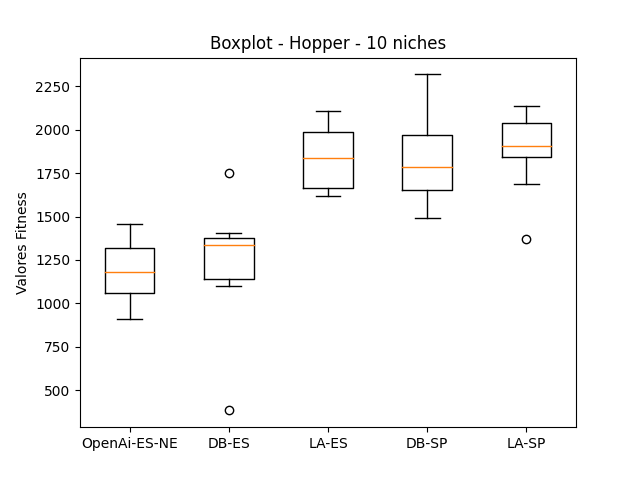 Boxplot - Hopper - 10 niches
Valores Fitness
2250
2000
1750
1500
1250
1000
750
500
OpenAi-ES-NE DB-ES LA-ES DB-SP LA-SP